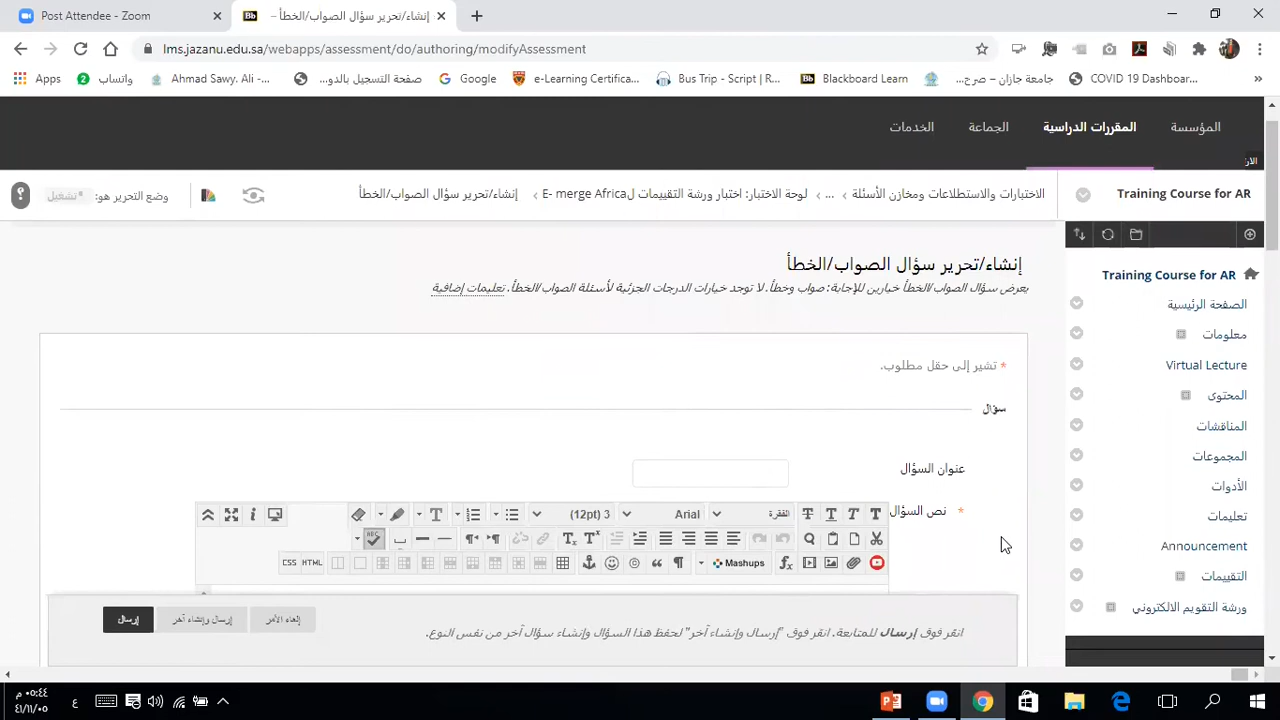 Post Attendee - Zoom
إنشاء/تحرير سؤال الصواب/الخطأ –
lms.jazanu.edu.sa/webapps/assessment/do/authoring/modifyAssessment
Apps
واتساب
Ahmad Sawy. Ali -...
صفحة التسجيل بالدو...
Google
e-Learning Certifica...
Bus Trip - Script | R...
Blackboard Learn
جامعة جازان – صرح...
COVID 19 Dashboar...
المؤسسة
المقررات الدراسية
الجماعة
الخدمات
Training Course for AR
الاختبارات والاستطلاعات ومخازن الأسئلة
...
لوحة الاختبار: اختبار ورشة التقييمات لE- merge Africa
إنشاء/تحرير سؤال الصواب/الخطأ
وضع التحرير هو:
تشغيل
إنشاء/تحرير سؤال الصواب/الخطأ
يعرض سؤال الصواب/الخطأ خيارين للإجابة: صواب وخطأ. لا توجد خيارات الدرجات الجزئية لأسئلة الصواب/الخطأ. تعليمات إضافية
* تشير إلى حقل مطلوب.
سؤال
عنوان السؤال
* نص السؤال
الفقرة
Arial
3 (12pt)
Mashups
HTML
CSS
انقر فوق إرسال للمتابعة. انقر فوق "إرسال وإنشاء آخر" لحفظ هذا السؤال وإنشاء سؤال آخر من نفس النوع.
إلغاء الأمر
إرسال وإنشاء آخر
إرسال
Training Course for AR
الصفحة الرئيسية
معلومات
Virtual Lecture
المحتوى
المناقشات
المجموعات
الأدوات
تعليمات
Announcement
التقييمات
ورشة التقويم الالكتروني
ع
٠٥:٤٤ م
٤١/١١/٠٥